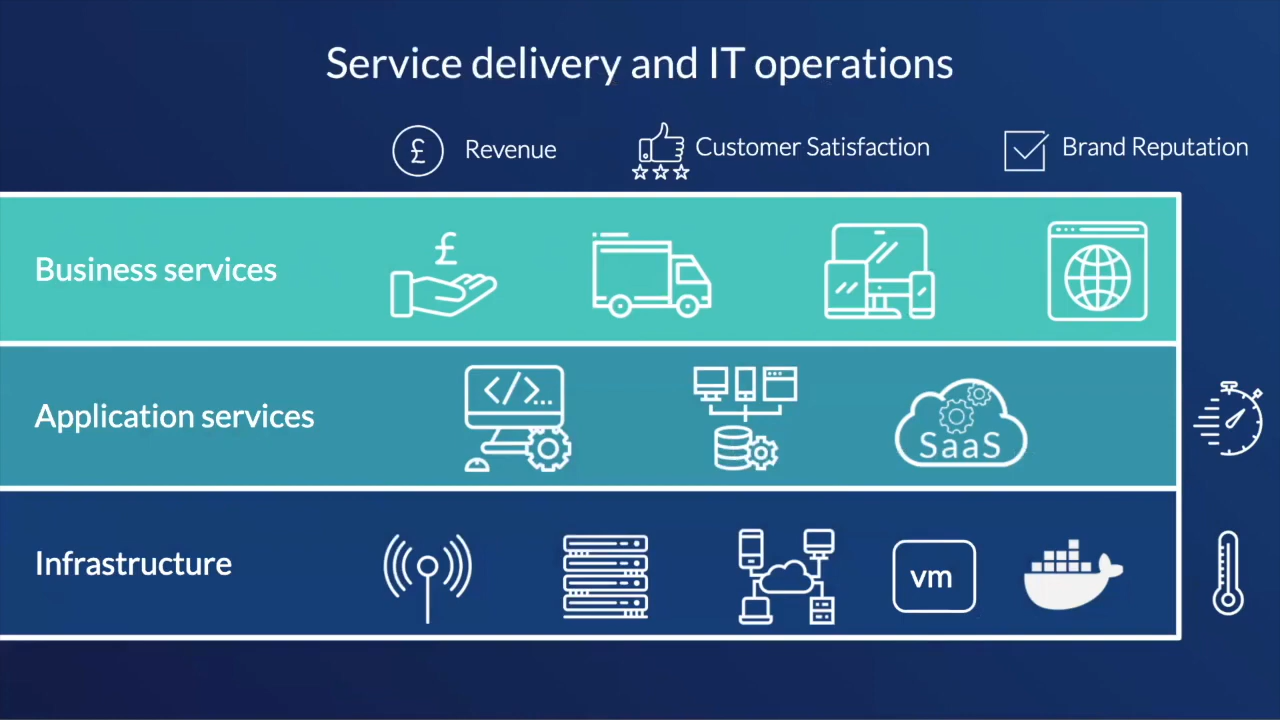 Service delivery and IT operations
£ Revenue
Customer Satisfaction
Brand Reputation
Business services
£
Application services
</>...
SaaS
Infrastructure
vm